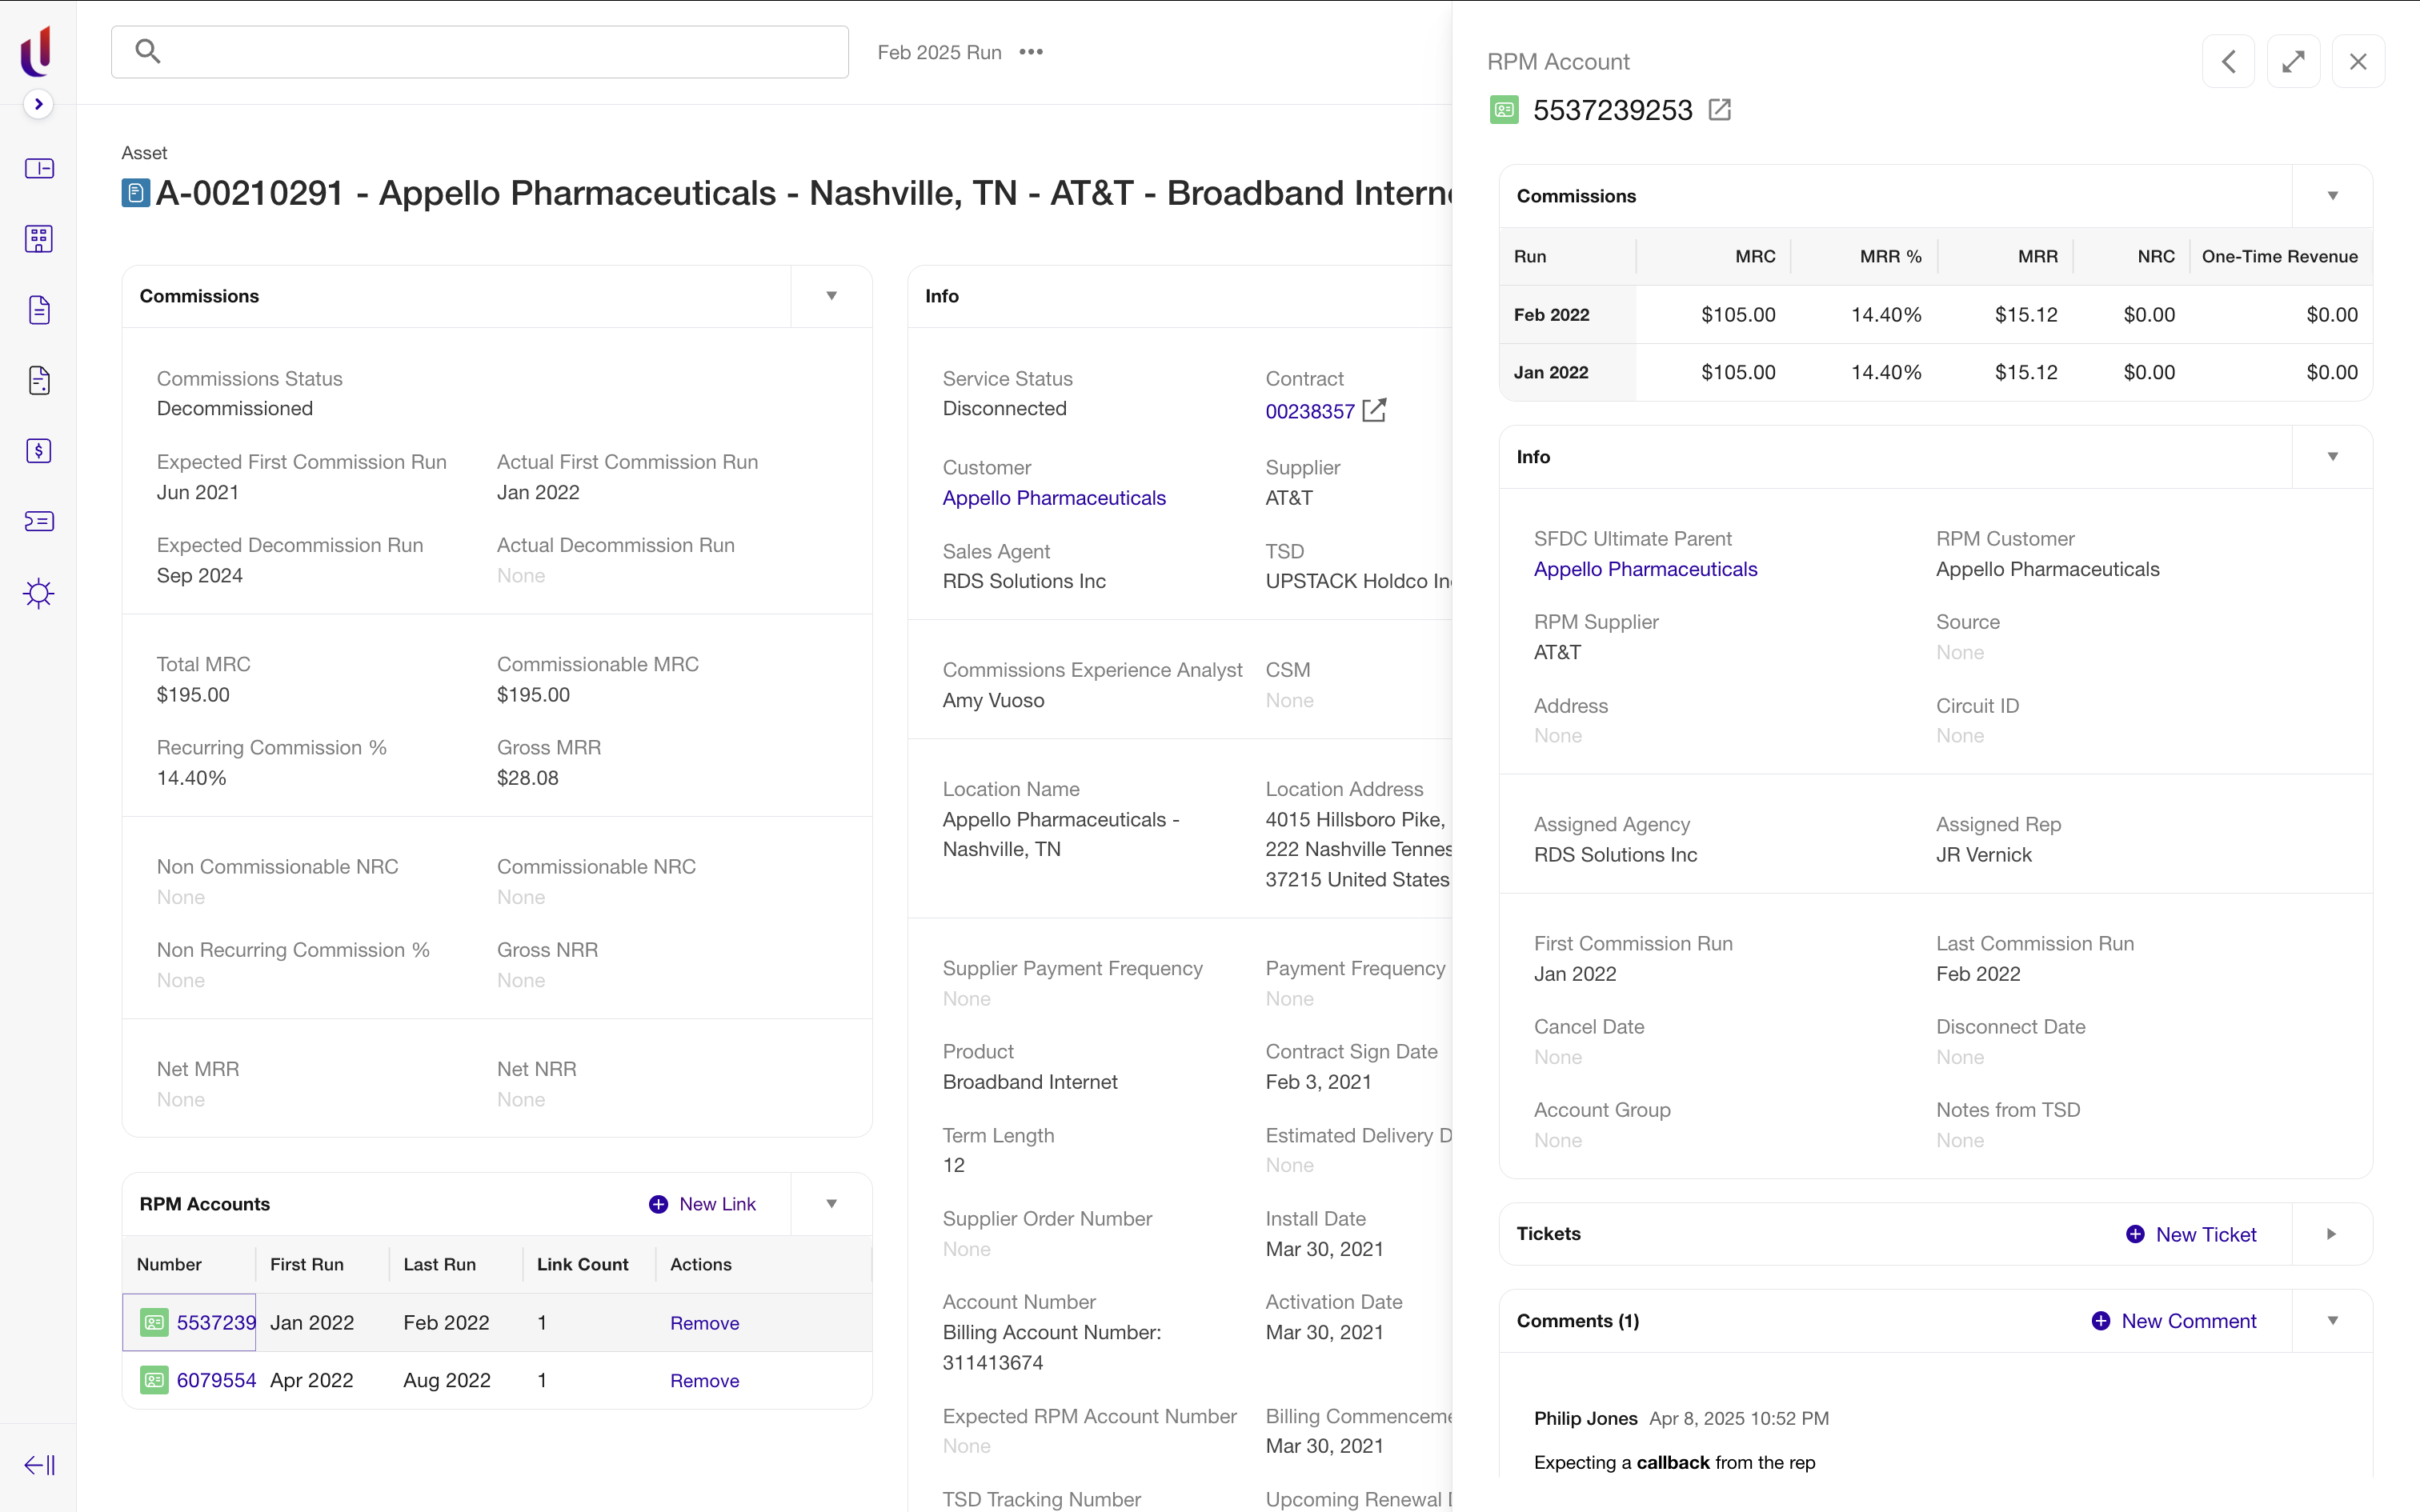 Feb 2025 Run
Asset
A-00210291 - Appello Pharmaceuticals - Nashville, TN - AT&T - Broadband Interne
Commissions
Commissions Status
Decommissioned
Expected First Commission Run Actual First Commission Run
Jun 2021 Jan 2022
Expected Decommission Run Actual Decommission Run
Sep 2024 None
Total MRC Commissionable MRC
$195.00 $195.00
Recurring Commission % Gross MRR
14.40% $28.08
Non Commissionable NRC Commissionable NRC
None None
Non Recurring Commission % Gross NRR
None None
Net MRR Net NRR
None None
RPM Accounts New Link
Number First Run Last Run Link Count Actions
5537239 Jan 2022 Feb 2022 1 Remove
6079554 Apr 2022 Aug 2022 1 Remove
Info
Service Status Contract
Disconnected 00238357
Customer Supplier
Appello Pharmaceuticals AT&T
Sales Agent TSD
RDS Solutions Inc UPSTACK Holdco In
Commissions Experience Analyst CSM
Amy Vuoso None
Location Name Location Address
Appello Pharmaceuticals - 4015 Hillsboro Pike,
Nashville, TN 222 Nashville Tennes
37215 United States
Supplier Payment Frequency Payment Frequency
None None
Product Contract Sign Date
Broadband Internet Feb 3, 2021
Term Length Estimated Delivery D
12 None
Supplier Order Number Install Date
None Mar 30, 2021
Account Number Activation Date
Billing Account Number: Mar 30, 2021
311413674
Expected RPM Account Number Billing Commenceme
None Mar 30, 2021
TSD Tracking Number Upcoming Renewal D
RPM Account
5537239253
Commissions
Run MRC MRR % MRR NRC One-Time Revenue
Feb 2022 $105.00 14.40% $15.12 $0.00 $0.00
Jan 2022 $105.00 14.40% $15.12 $0.00 $0.00
Info
SFDC Ultimate Parent RPM Customer
Appello Pharmaceuticals Appello Pharmaceuticals
RPM Supplier Source
AT&T None
Address Circuit ID
None None
Assigned Agency Assigned Rep
RDS Solutions Inc JR Vernick
First Commission Run Last Commission Run
Jan 2022 Feb 2022
Cancel Date Disconnect Date
None None
Account Group Notes from TSD
None None
Tickets New Ticket
Comments (1) New Comment
Philip Jones Apr 8, 2025 10:52 PM
Expecting a callback from the rep